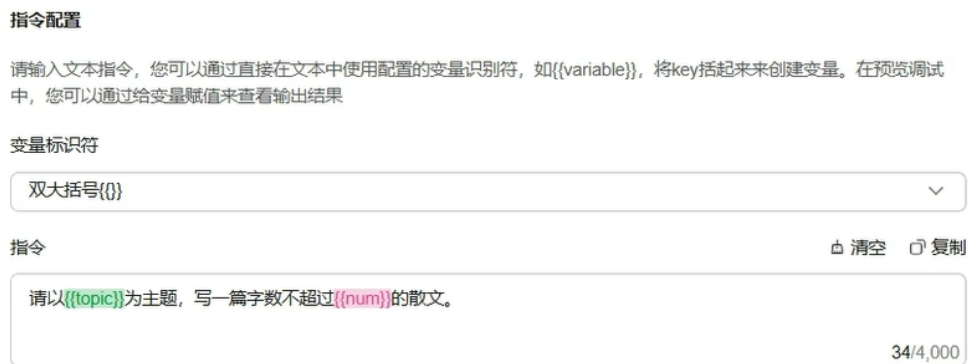 指令配置
请输入文本指令，您可以通过直接在文本中使用配置的变量识别符，如{{variable}}，将key括起来来创建变量。在预览调试
中，您可以通过给变量赋值来查看输出结果
变量标识符
双大括号{{}}
指令 清空 复制
请以{{topic}}为主题，写一篇字数不超过{{num}}的散文。
34/4,000